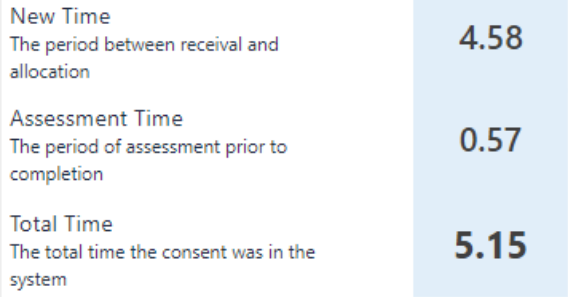 New Time
The period between receival and
allocation
4.58
Assessment Time
The period of assessment prior to
completion
0.57
Total Time
The total time the consent was in the
system
5.15